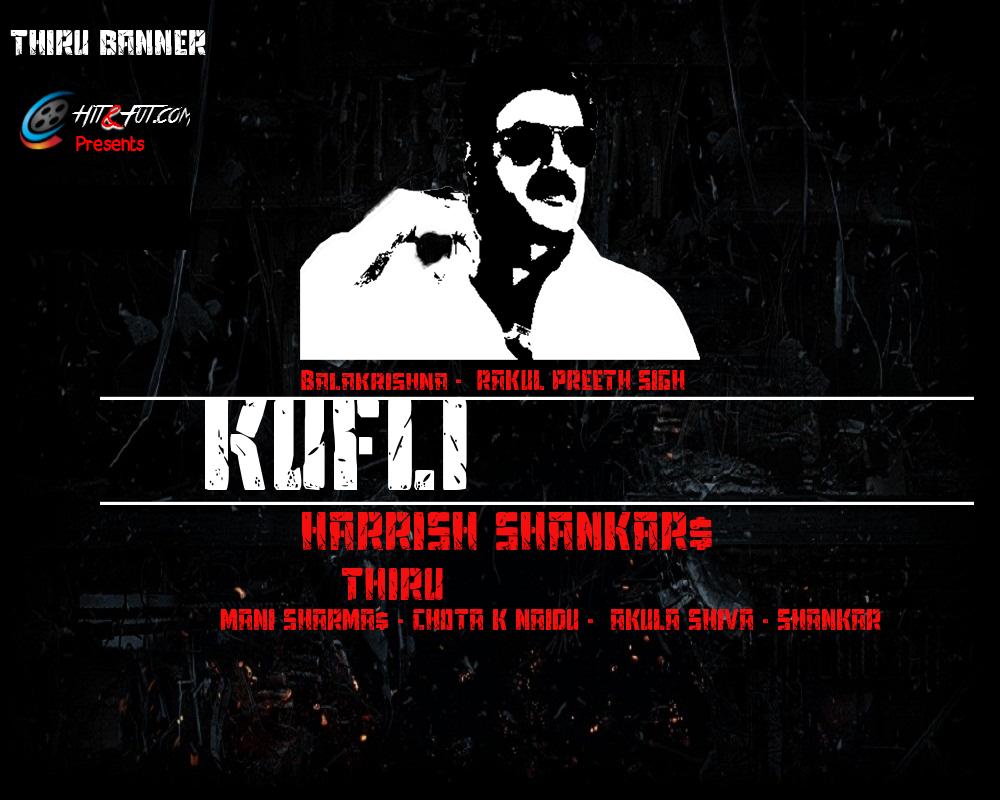 THIRU BANNER
HIT&FUT.COM
Presents
BALAKRISHNA - RAKUL PREETH SIGH
KUFLI
HARRISH SHANKAR$
THIRU
MANI SHARMA$ - CHOTA K NAIDU - AKULA SHIVA - SHANKAR